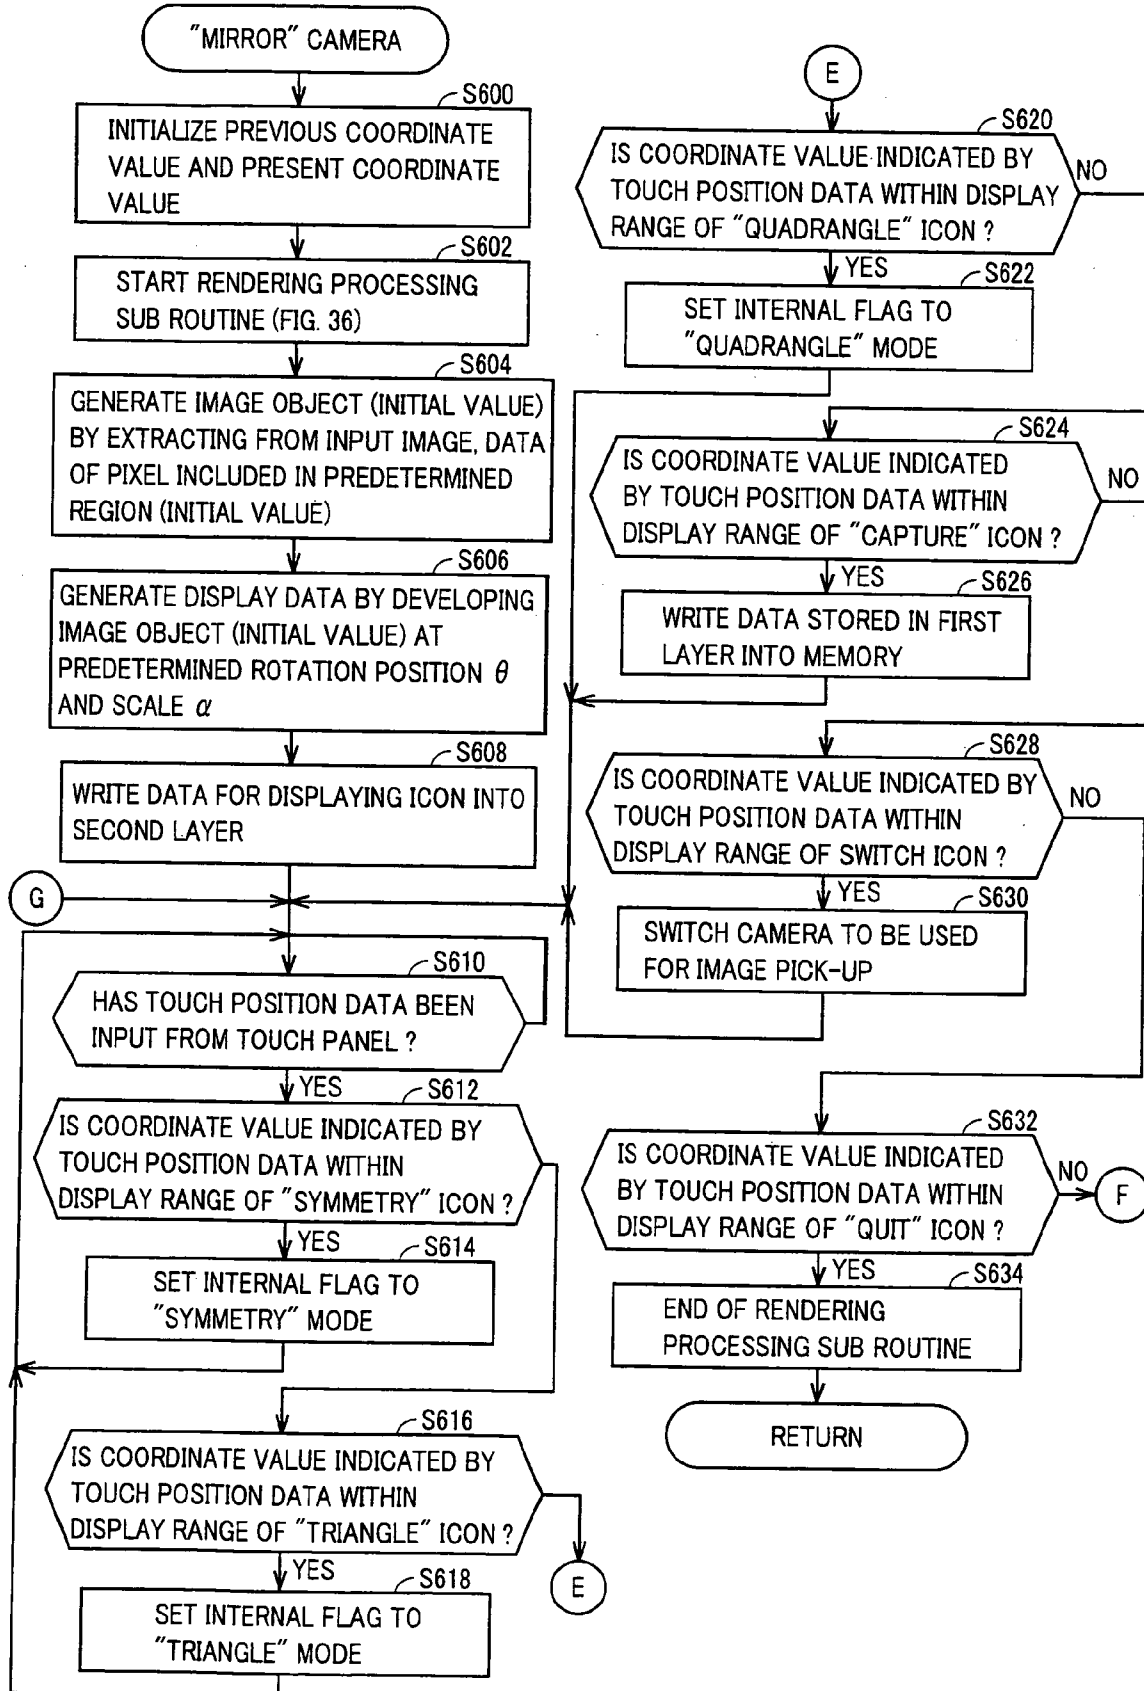 "MIRROR" CAMERA
S600
INITIALIZE PREVIOUS COORDINATE
VALUE AND PRESENT COORDINATE
VALUE
S602
START RENDERING PROCESSING
SUB ROUTINE (FIG. 36)
S604
GENERATE IMAGE OBJECT (INITIAL VALUE)
BY EXTRACTING FROM INPUT IMAGE, DATA
OF PIXEL INCLUDED IN PREDETERMINED
REGION (INITIAL VALUE)
S606
GENERATE DISPLAY DATA BY DEVELOPING
IMAGE OBJECT (INITIAL VALUE) AT
PREDETERMINED ROTATION POSITION θ
AND SCALE α
S608
WRITE DATA FOR DISPLAYING ICON INTO
SECOND LAYER
G
S610
HAS TOUCH POSITION DATA BEEN
INPUT FROM TOUCH PANEL ?
YES
S612
IS COORDINATE VALUE INDICATED BY
TOUCH POSITION DATA WITHIN
DISPLAY RANGE OF "SYMMETRY" ICON ?
YES
S614
SET INTERNAL FLAG TO
"SYMMETRY" MODE
S616
IS COORDINATE VALUE INDICATED BY
TOUCH POSITION DATA WITHIN
DISPLAY RANGE OF "TRIANGLE" ICON ?
YES
E
S618
SET INTERNAL FLAG TO
"TRIANGLE" MODE
E
S620
IS COORDINATE VALUE INDICATED BY
TOUCH POSITION DATA WITHIN DISPLAY
RANGE OF "QUADRANGLE" ICON ?
NO
YES
S622
SET INTERNAL FLAG TO
"QUADRANGLE" MODE
S624
IS COORDINATE VALUE INDICATED
BY TOUCH POSITION DATA WITHIN
DISPLAY RANGE OF "CAPTURE" ICON ?
NO
YES
S626
WRITE DATA STORED IN FIRST
LAYER INTO MEMORY
S628
IS COORDINATE VALUE INDICATED BY
TOUCH POSITION DATA WITHIN
DISPLAY RANGE OF SWITCH ICON ?
NO
YES
S630
SWITCH CAMERA TO BE USED
FOR IMAGE PICK-UP
S632
IS COORDINATE VALUE INDICATED
BY TOUCH POSITION DATA WITHIN
DISPLAY RANGE OF "QUIT" ICON ?
NO
F
YES
S634
END OF RENDERING
PROCESSING SUB ROUTINE
RETURN